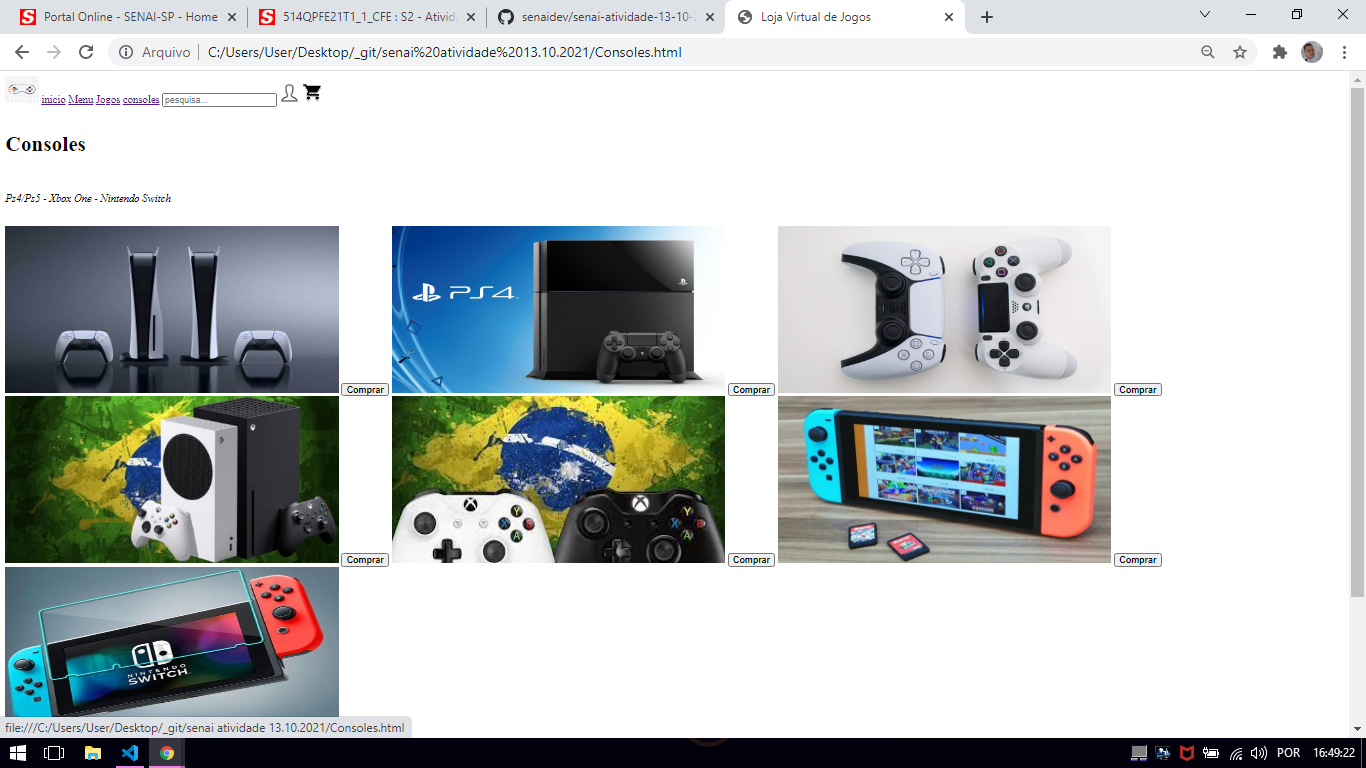 Portal Online - SENAI-SP - Home
514QPFE21T1_1_CFE : S2 - Ativida
senaidev/senai-atividade-13-10-2
Loja Virtual de Jogos
Arquivo
C:/Users/User/Desktop/_git/senai%20atividade%2013.10.2021/Consoles.html
inicio Menu Jogos consoles pesquisa...
Consoles
Ps4/Ps5 - Xbox One - Nintendo Switch
PS4
Comprar Comprar Comprar
Y
X B
A
Y
X B
A
Comprar Comprar Comprar
NINTENDO
SWITCH
file:///C:/Users/User/Desktop/_git/senai atividade 13.10.2021/Consoles.html
POR
16:49:22